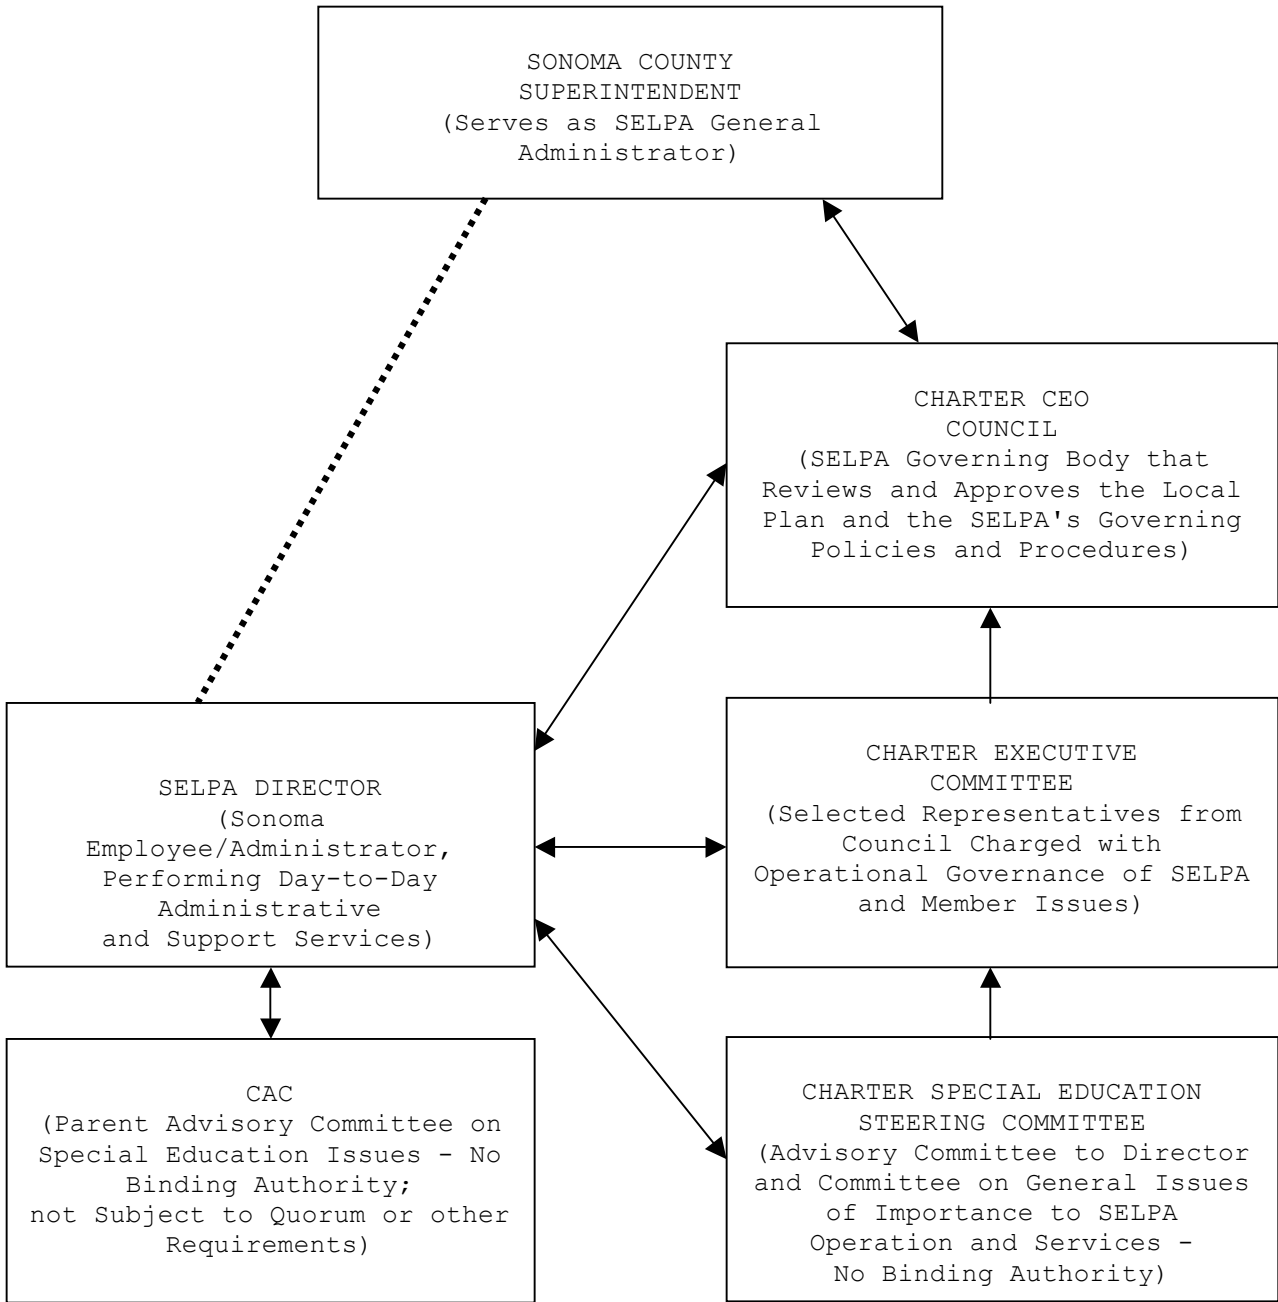 SONOMA COUNTY
SUPERINTENDENT
(Serves as SELPA General
Administrator)
CHARTER CEO
COUNCIL
(SELPA Governing Body that
Reviews and Approves the Local
Plan and the SELPA's Governing
Policies and Procedures)
SELPA DIRECTOR
(Sonoma
Employee/Administrator,
Performing Day-to-Day
Administrative
and Support Services)
CHARTER EXECUTIVE
COMMITTEE
(Selected Representatives from
Council Charged with
Operational Governance of SELPA
and Member Issues)
CAC
(Parent Advisory Committee on
Special Education Issues - No
Binding Authority;
not Subject to Quorum or other
Requirements)
CHARTER SPECIAL EDUCATION
STEERING COMMITTEE
(Advisory Committee to Director
and Committee on General Issues
of Importance to SELPA
Operation and Services -
No Binding Authority)